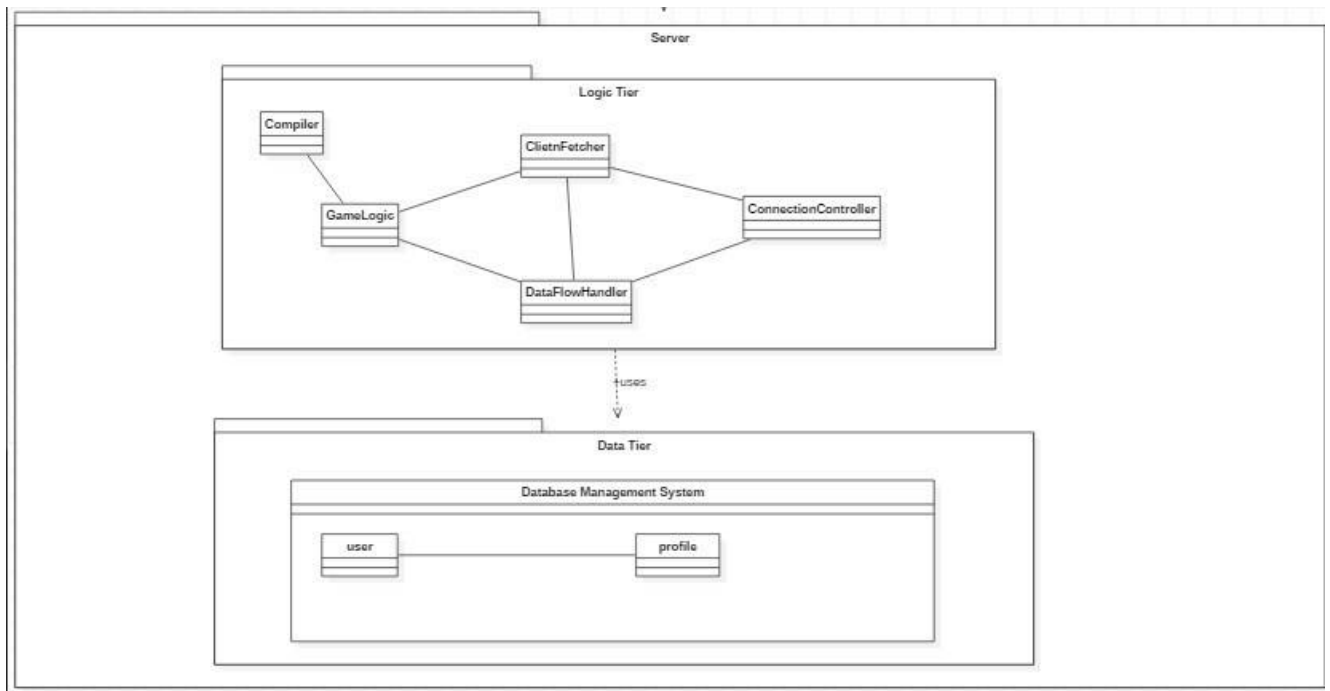 Server
Logic Tier
Compiler
ClietnFetcher
GameLogic
ConnectionController
DataFlowHandler
+uses
Data Tier
Database Management System
user
profile